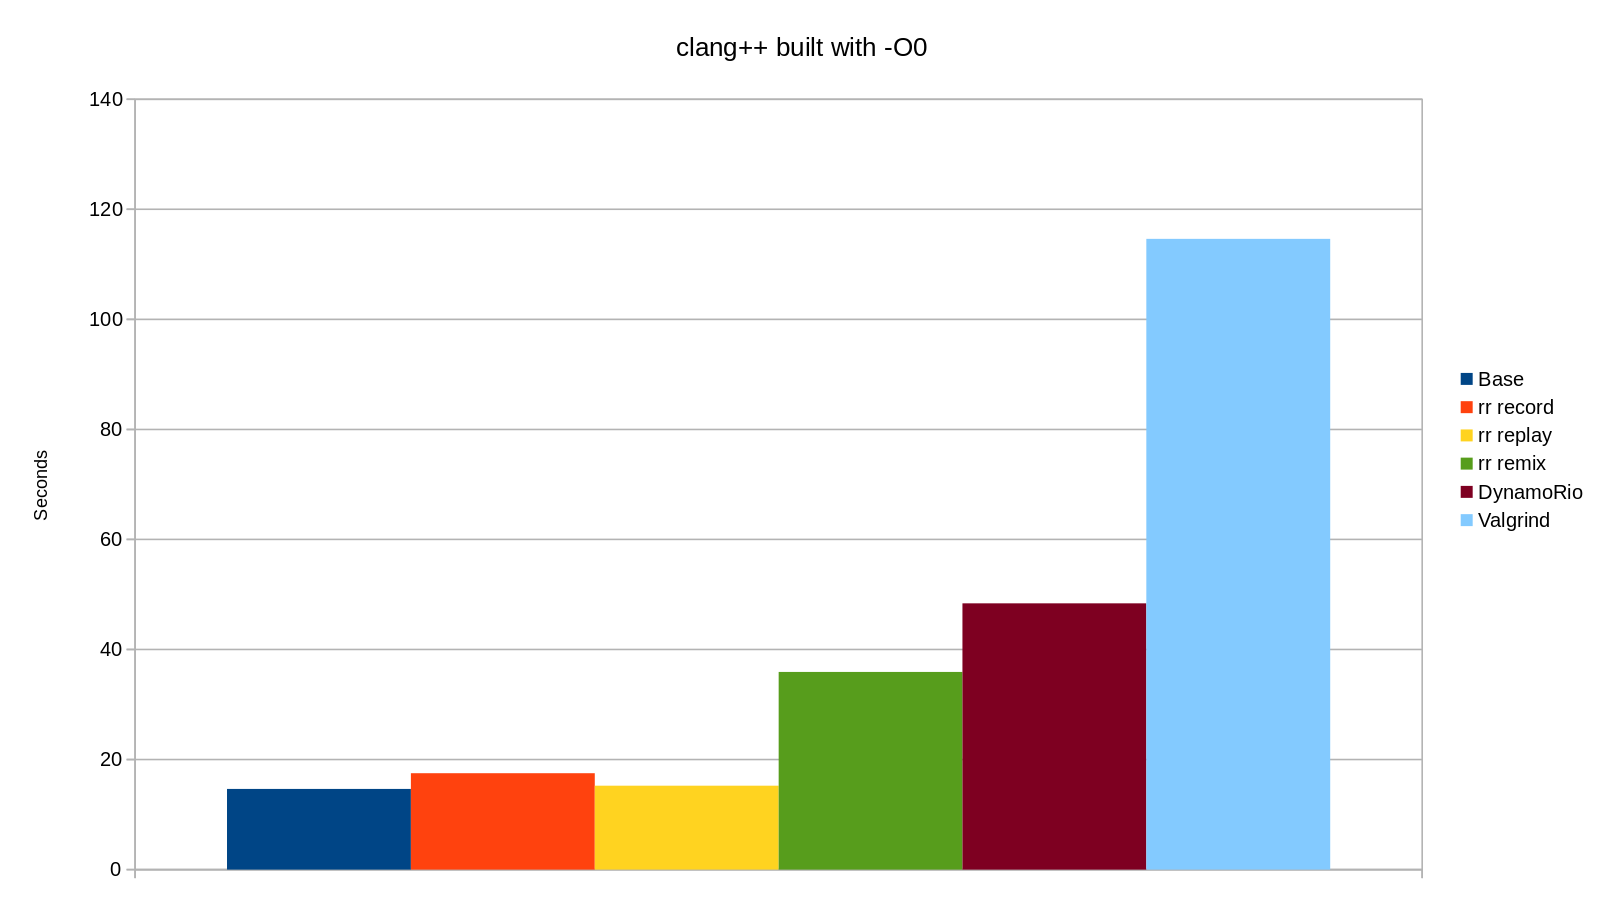 clang++ built with -O0
140
120
100
80
60
40
20
0
Seconds
Base
rr record
rr replay
rr remix
DynamoRio
Valgrind